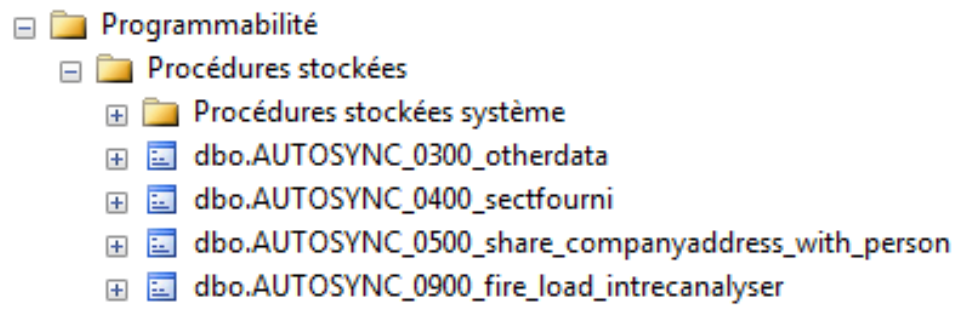 Programmabilité
Procédures stockées
Procédures stockées système
dbo.AUTOSYNC_0300_otherdata
dbo.AUTOSYNC_0400_sectfourni
dbo.AUTOSYNC_0500_share_companyaddress_with_person
dbo.AUTOSYNC_0900_fire_load_intrecanalyser